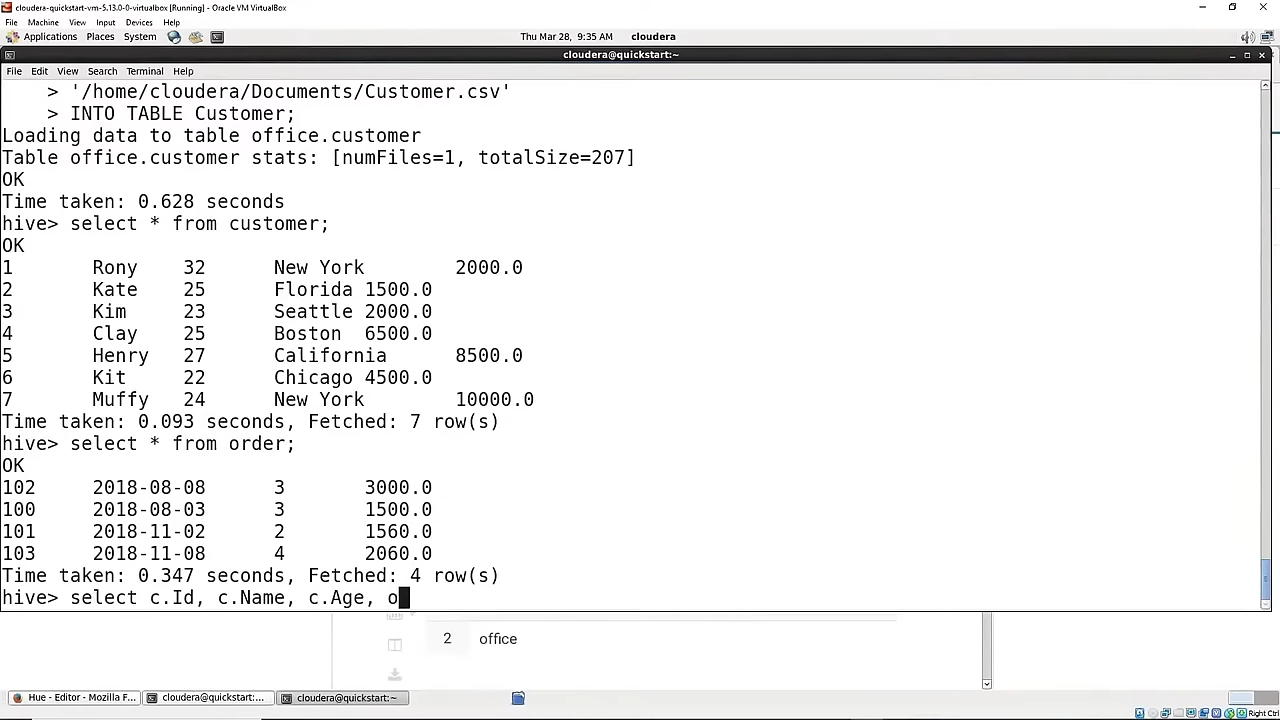 cloudera-quickstart-vm-5.13.0-0-virtualbox [Running] - Oracle VM VirtualBox
File Machine View Input Devices Help
Applications Places System Thu Mar 28, 9:35 AM cloudera
cloudera@quickstart:~
File Edit View Search Terminal Help
> '/home/cloudera/Documents/Customer.csv'
> INTO TABLE Customer;
Loading data to table office.customer
Table office.customer stats: [numFiles=1, totalSize=207]
OK
Time taken: 0.628 seconds
hive> select * from customer;
OK
1 Rony 32 New York 2000.0
2 Kate 25 Florida 1500.0
3 Kim 23 Seattle 2000.0
4 Clay 25 Boston 6500.0
5 Henry 27 California 8500.0
6 Kit 22 Chicago 4500.0
7 Muffy 24 New York 10000.0
Time taken: 0.093 seconds, Fetched: 7 row(s)
hive> select * from order;
OK
102 2018-08-08 3 3000.0
100 2018-08-03 3 1500.0
101 2018-11-02 2 1560.0
103 2018-11-08 4 2060.0
Time taken: 0.347 seconds, Fetched: 4 row(s)
hive> select c.Id, c.Name, c.Age, o
2 office
Hue - Editor - Mozilla F... cloudera@quickstart:... cloudera@quickstart:~
Right Ctrl